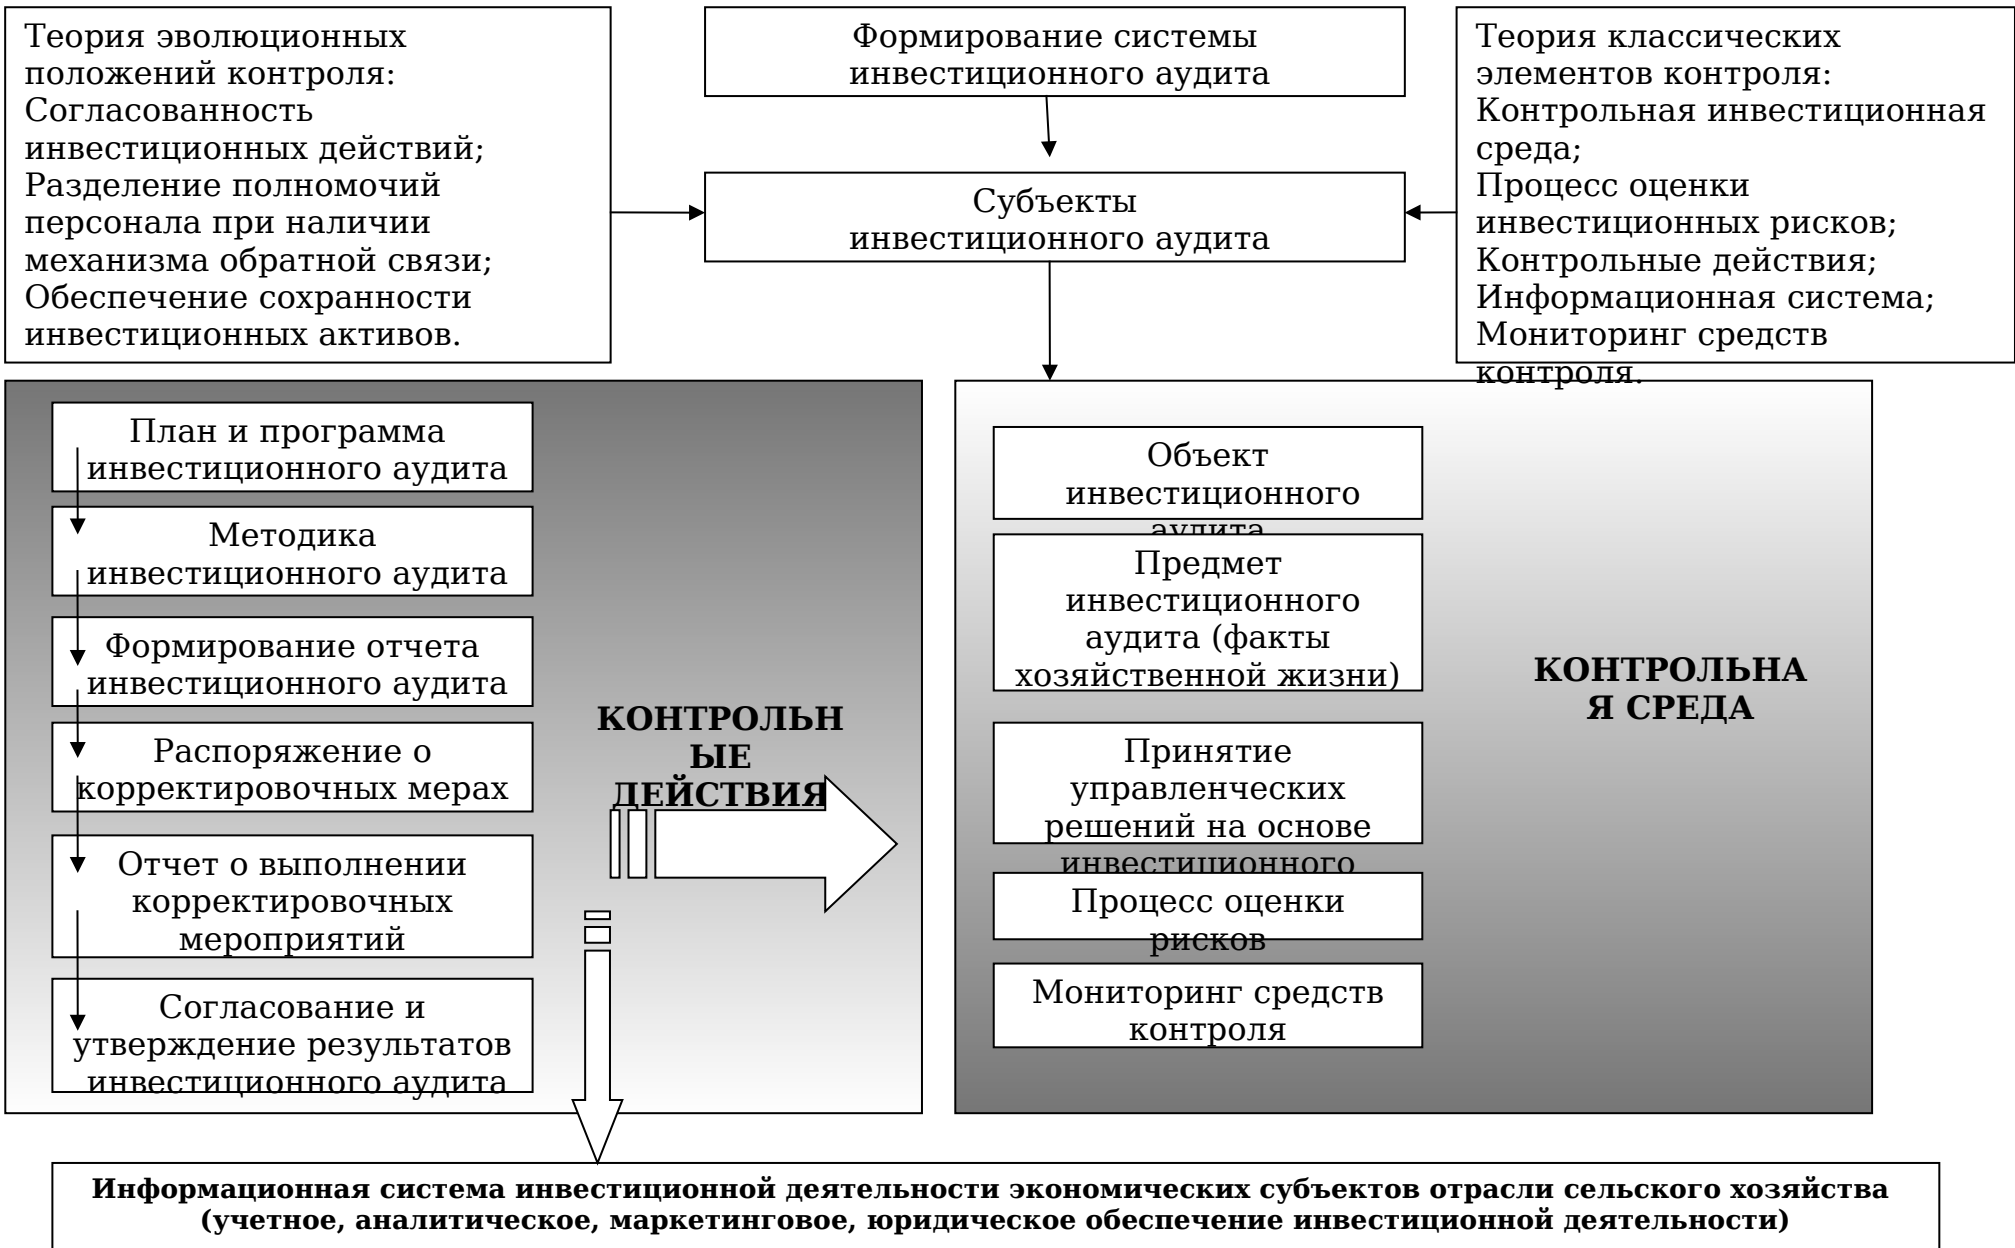 Теория эволюционных
положений контроля:
Согласованность
инвестиционных действий;
Разделение полномочий
персонала при наличии
механизма обратной связи;
Обеспечение сохранности
инвестиционных активов.
Формирование системы
инвестиционного аудита
Субъекты
инвестиционного аудита
Теория классических
элементов контроля:
Контрольная инвестиционная
среда;
Процесс оценки
инвестиционных рисков;
Контрольные действия;
Информационная система;
Мониторинг средств
контроля.
План и программа
инвестиционного аудита
Методика
инвестиционного аудита
Формирование отчета
инвестиционного аудита
Распоряжение о
корректировочных мерах
Отчет о выполнении
корректировочных
мероприятий
Согласование и
утверждение результатов
инвестиционного аудита
КОНТРОЛЬН
ЫЕ
ДЕЙСТВИЯ
Объект
инвестиционного
аудита
Предмет
инвестиционного
аудита (факты
хозяйственной жизни)
Принятие
управленческих
решений на основе
инвестиционного
Процесс оценки
рисков
Мониторинг средств
контроля
КОНТРОЛЬНА
Я СРЕДА
Информационная система инвестиционной деятельности экономических субъектов отрасли сельского хозяйства
(учетное, аналитическое, маркетинговое, юридическое обеспечение инвестиционной деятельности)